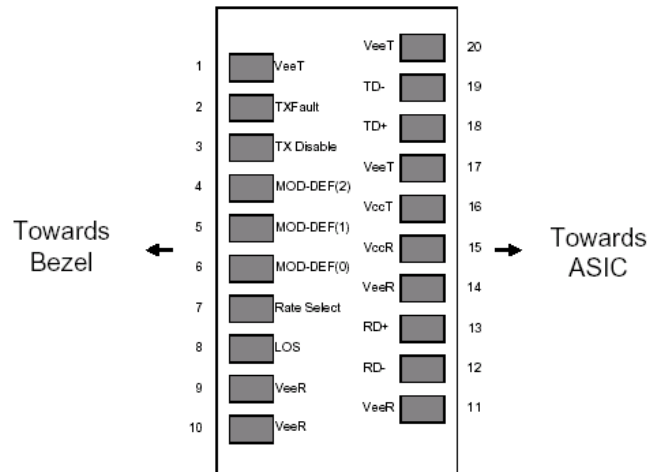 VeeT 20
1 VeeT
TD- 19
2 TXFault
TD+ 18
3 TX Disable
VeeT 17
4 MOD-DEF(2)
VccT 16
5 MOD-DEF(1)
Towards
Bezel
VccR 15
Towards
ASIC
6 MOD-DEF(0)
VeeR 14
7 Rate Select
RD+ 13
8 LOS
RD- 12
9 VeeR
VeeR 11
10 VeeR